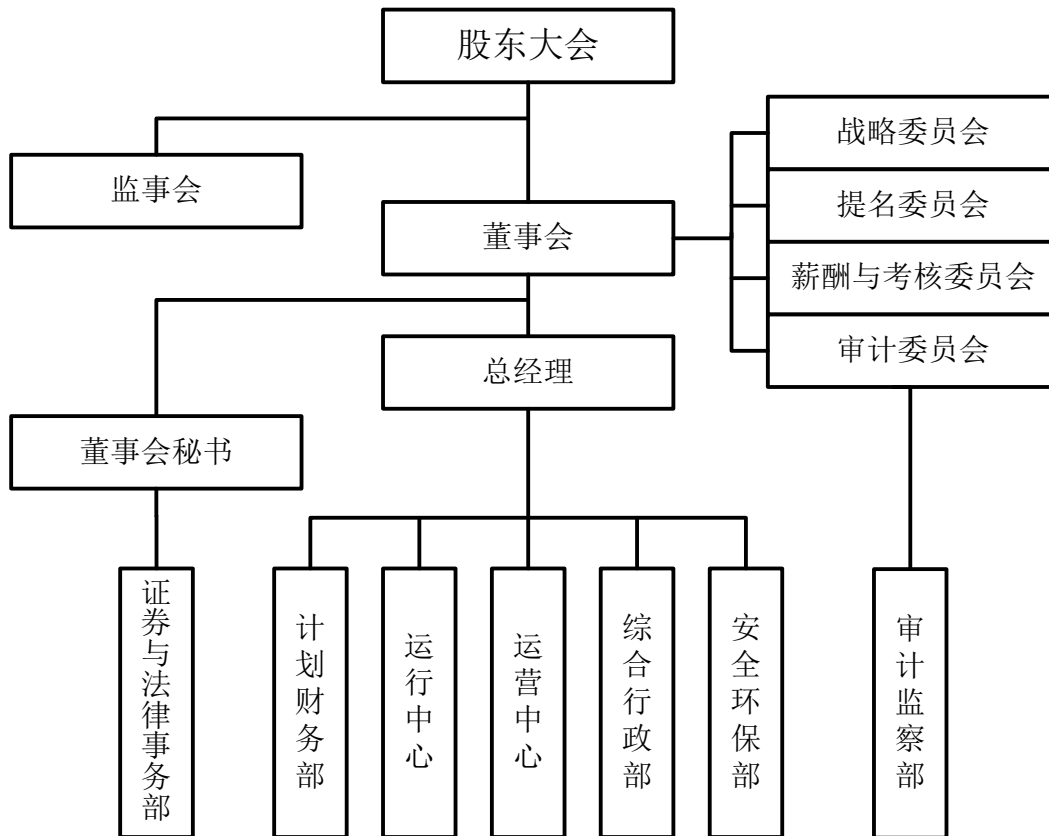 股东大会
战略委员会
监事会
提名委员会
董事会
薪酬与考核委员会
审计委员会
总经理
董事会秘书
证券与法律事务部
计划财务部
运行中心
运营中心
综合行政部
安全环保部
审计监察部